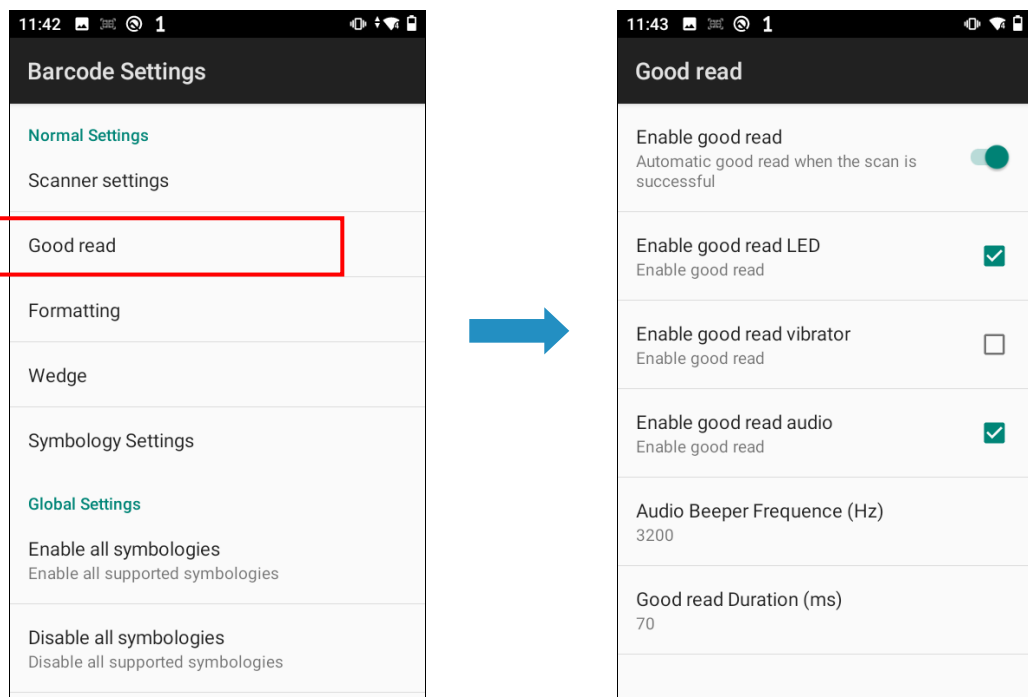 11:42 1
Barcode Settings
Normal Settings
Scanner settings
Good read
Formatting
Wedge
Symbology Settings
Global Settings
Enable all symbologies
Enable all supported symbologies
Disable all symbologies
Disable all supported symbologies
11:43 1
Good read
Enable good read
Automatic good read when the scan is
successful
Enable good read LED
Enable good read
Enable good read vibrator
Enable good read
Enable good read audio
Enable good read
Audio Beeper Frequence (Hz)
3200
Good read Duration (ms)
70